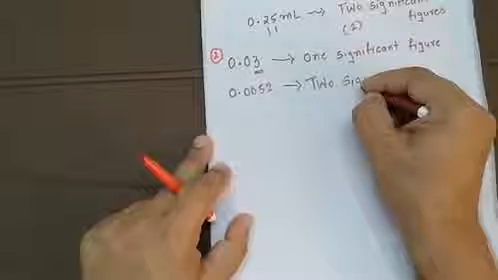 0.25 mL → Two significant
figures
(2)
② 0.03 → One significant figure
0.0052 → Two sig